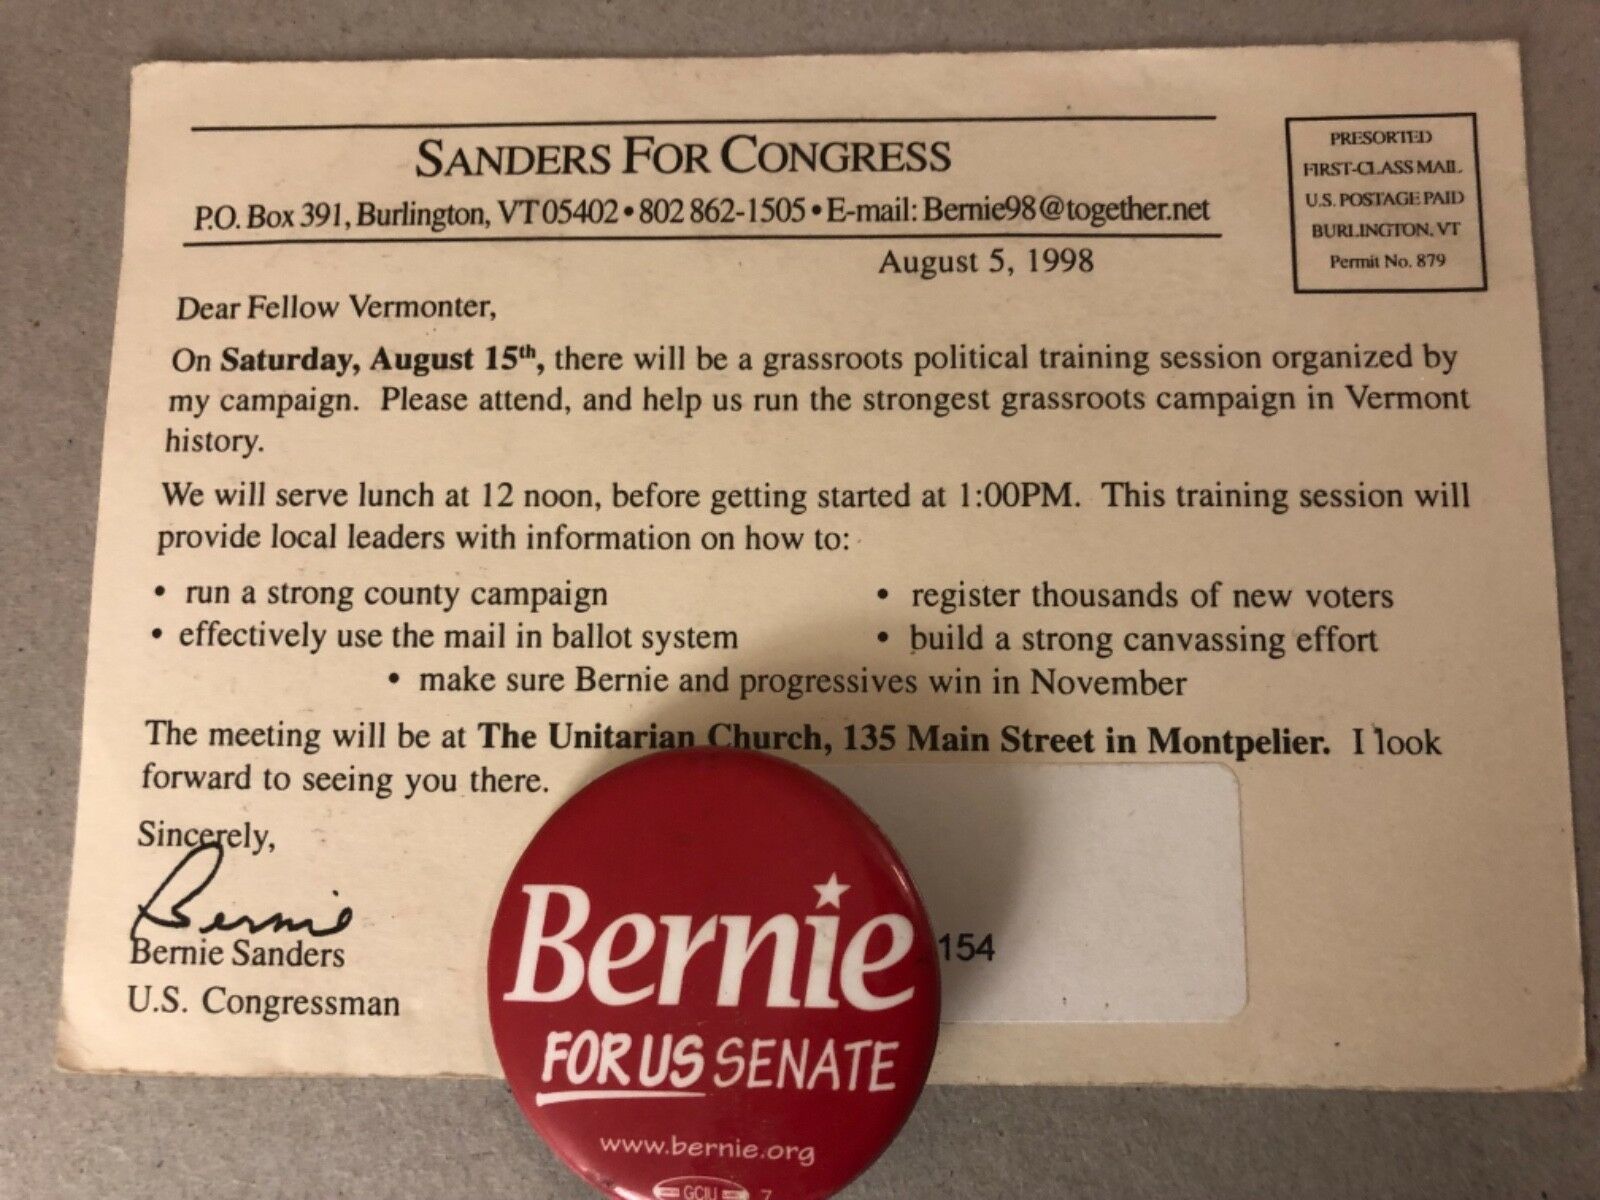 SANDERS FOR CONGRESS
P.O. Box 391, Burlington, VT 05402 • 802 862-1505 • E-mail: Bernie98@together.net
PRESORTED
FIRST-CLASS MAIL
U.S. POSTAGE PAID
BURLINGTON, VT
Permit No. 879
August 5, 1998
Dear Fellow Vermonter,
On Saturday, August 15th, there will be a grassroots political training session organized by
my campaign. Please attend, and help us run the strongest grassroots campaign in Vermont
history.
We will serve lunch at 12 noon, before getting started at 1:00PM. This training session will
provide local leaders with information on how to:
• run a strong county campaign
• register thousands of new voters
• effectively use the mail in ballot system
• build a strong canvassing effort
• make sure Bernie and progressives win in November
The meeting will be at The Unitarian Church, 135 Main Street in Montpelier. I look
forward to seeing you there.
Sincerely,
Bernie
Bernie Sanders
U.S. Congressman
154
Bernie
FOR US SENATE
www.bernie.org
GCIU
7